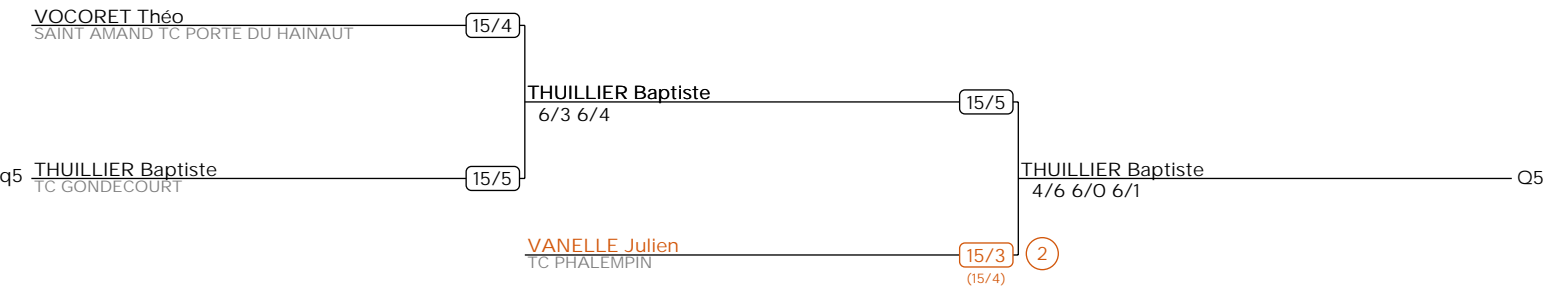 VOCORET Théo
SAINT AMAND TC PORTE DU HAINAUT
15/4
THUILLIER Baptiste
6/3 6/4
15/5
q5
THUILLIER Baptiste
TC GONDECOURT
15/5
THUILLIER Baptiste
4/6 6/0 6/1
Q5
VANELLE Julien
TC PHALEMPIN
15/3
(15/4)
2